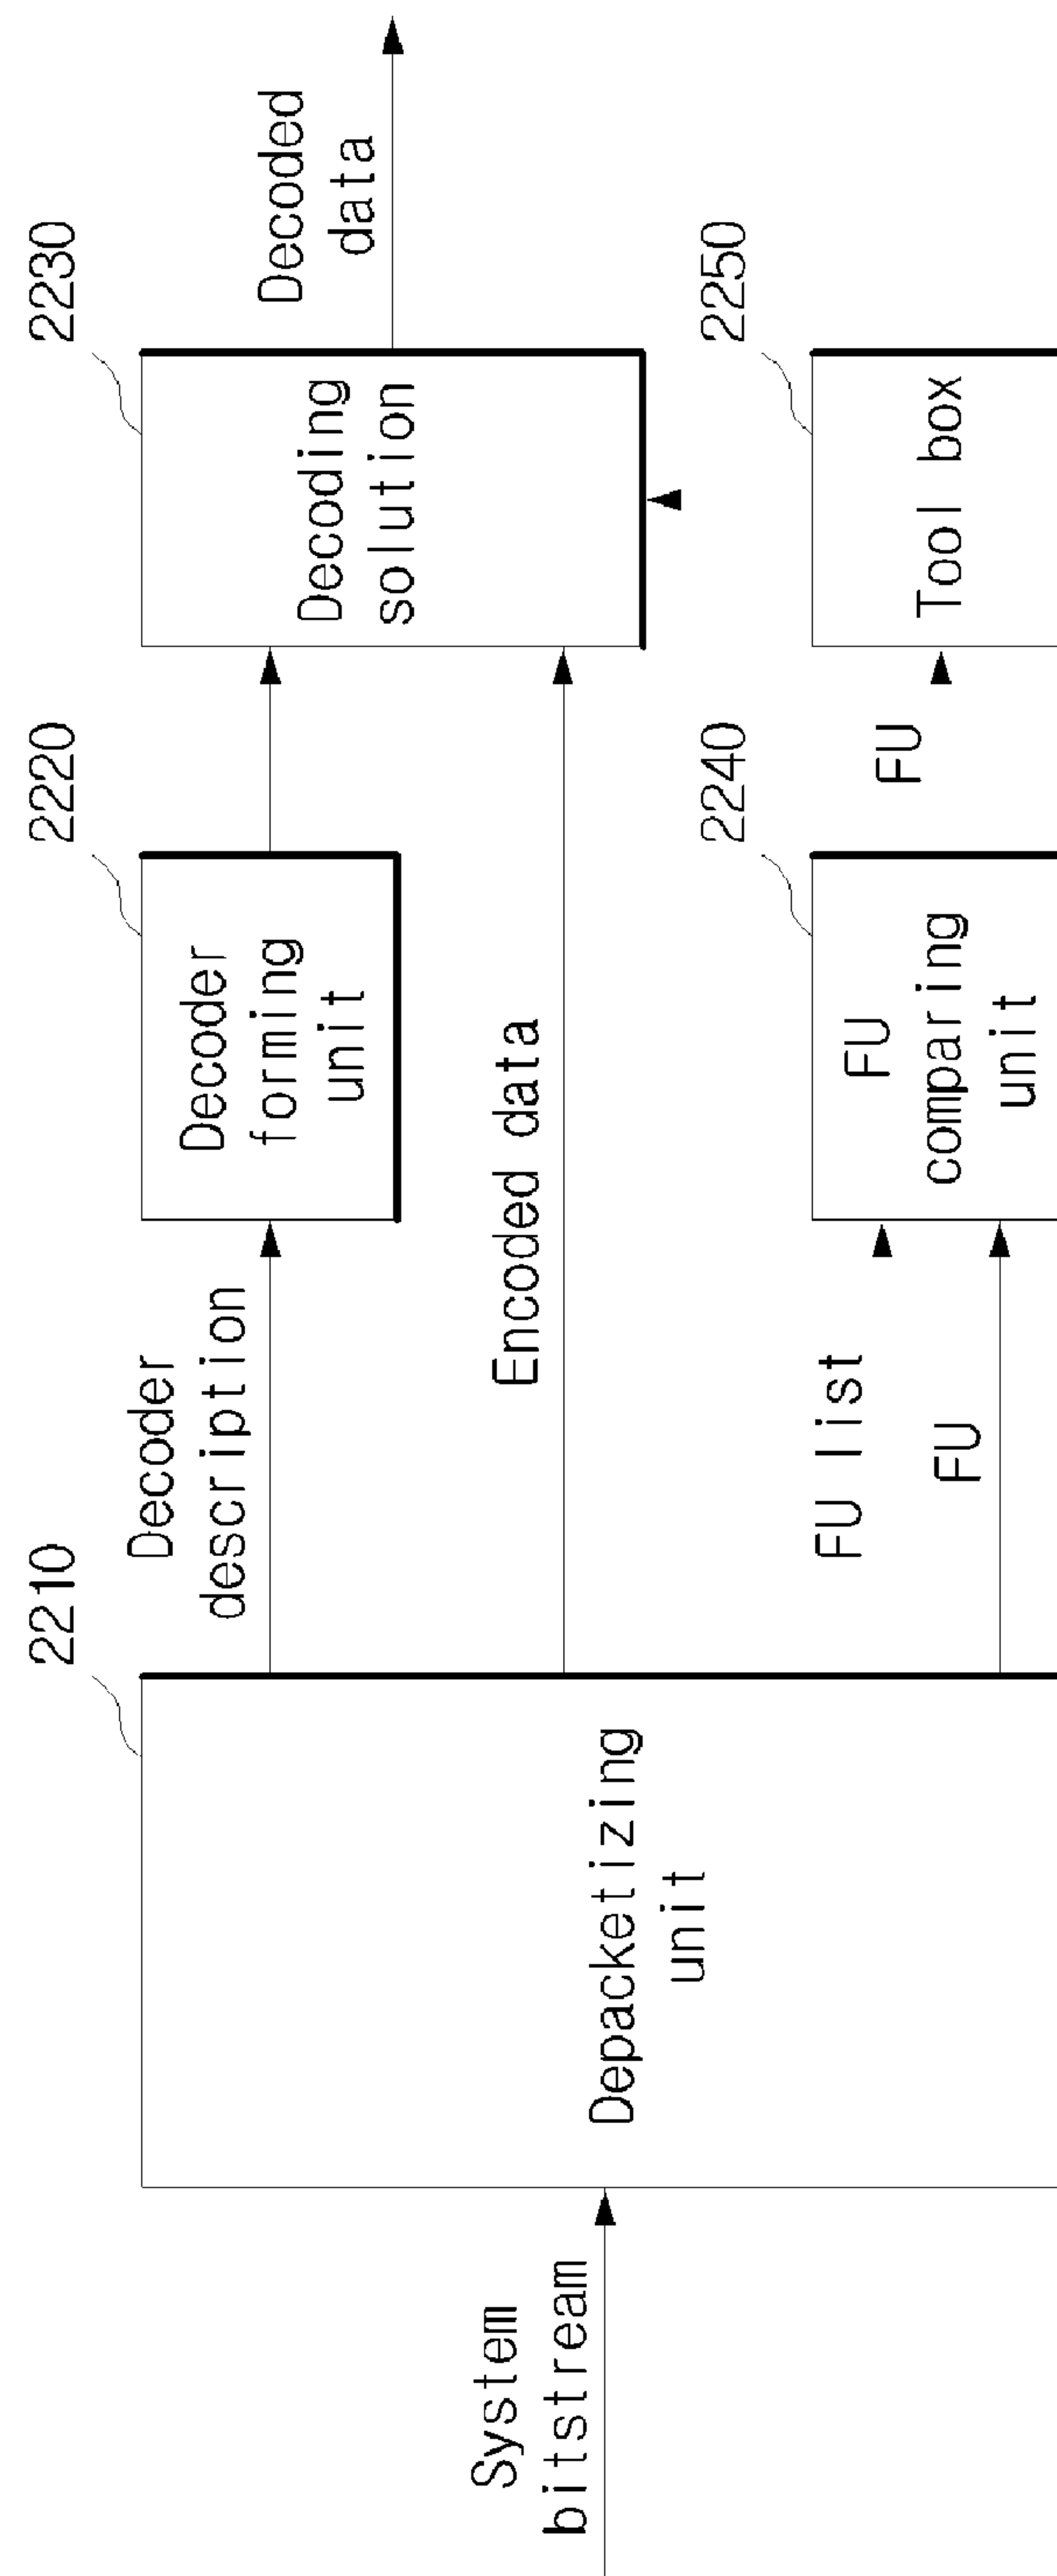 2210
2220
2230
Decoder
description
Decoder
forming
unit
Decoding
solution
Decoded
data
System
bitstream
Depacketizing
unit
Encoded data
2240
2250
FU list
FU
FU
comparing
unit
FU
Tool box